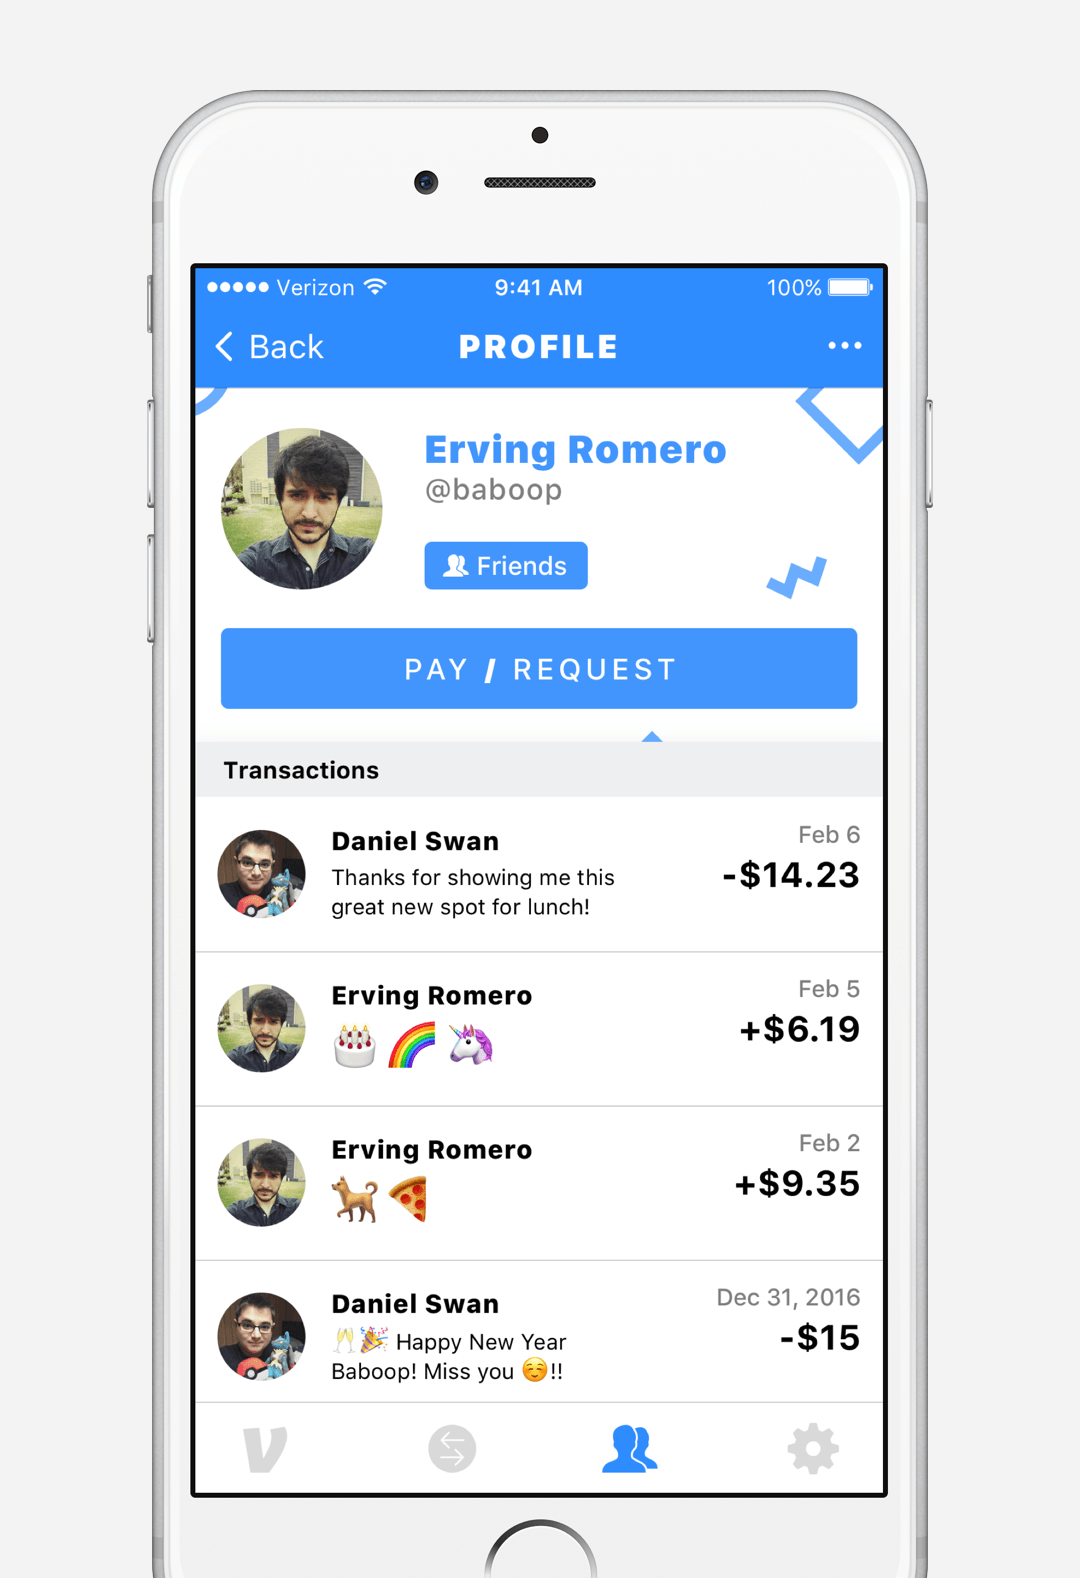 Verizon 9:41 AM 100%
Back PROFILE
Erving Romero
@baboop
Friends
PAY / REQUEST
Transactions
Daniel Swan
Feb 6
Thanks for showing me this
great new spot for lunch!
-$14.23
Erving Romero
Feb 5
+$6.19
Erving Romero
Feb 2
+$9.35
Daniel Swan
Dec 31, 2016
🥂🎉 Happy New Year
Baboop! Miss you ☺️!!
-$15